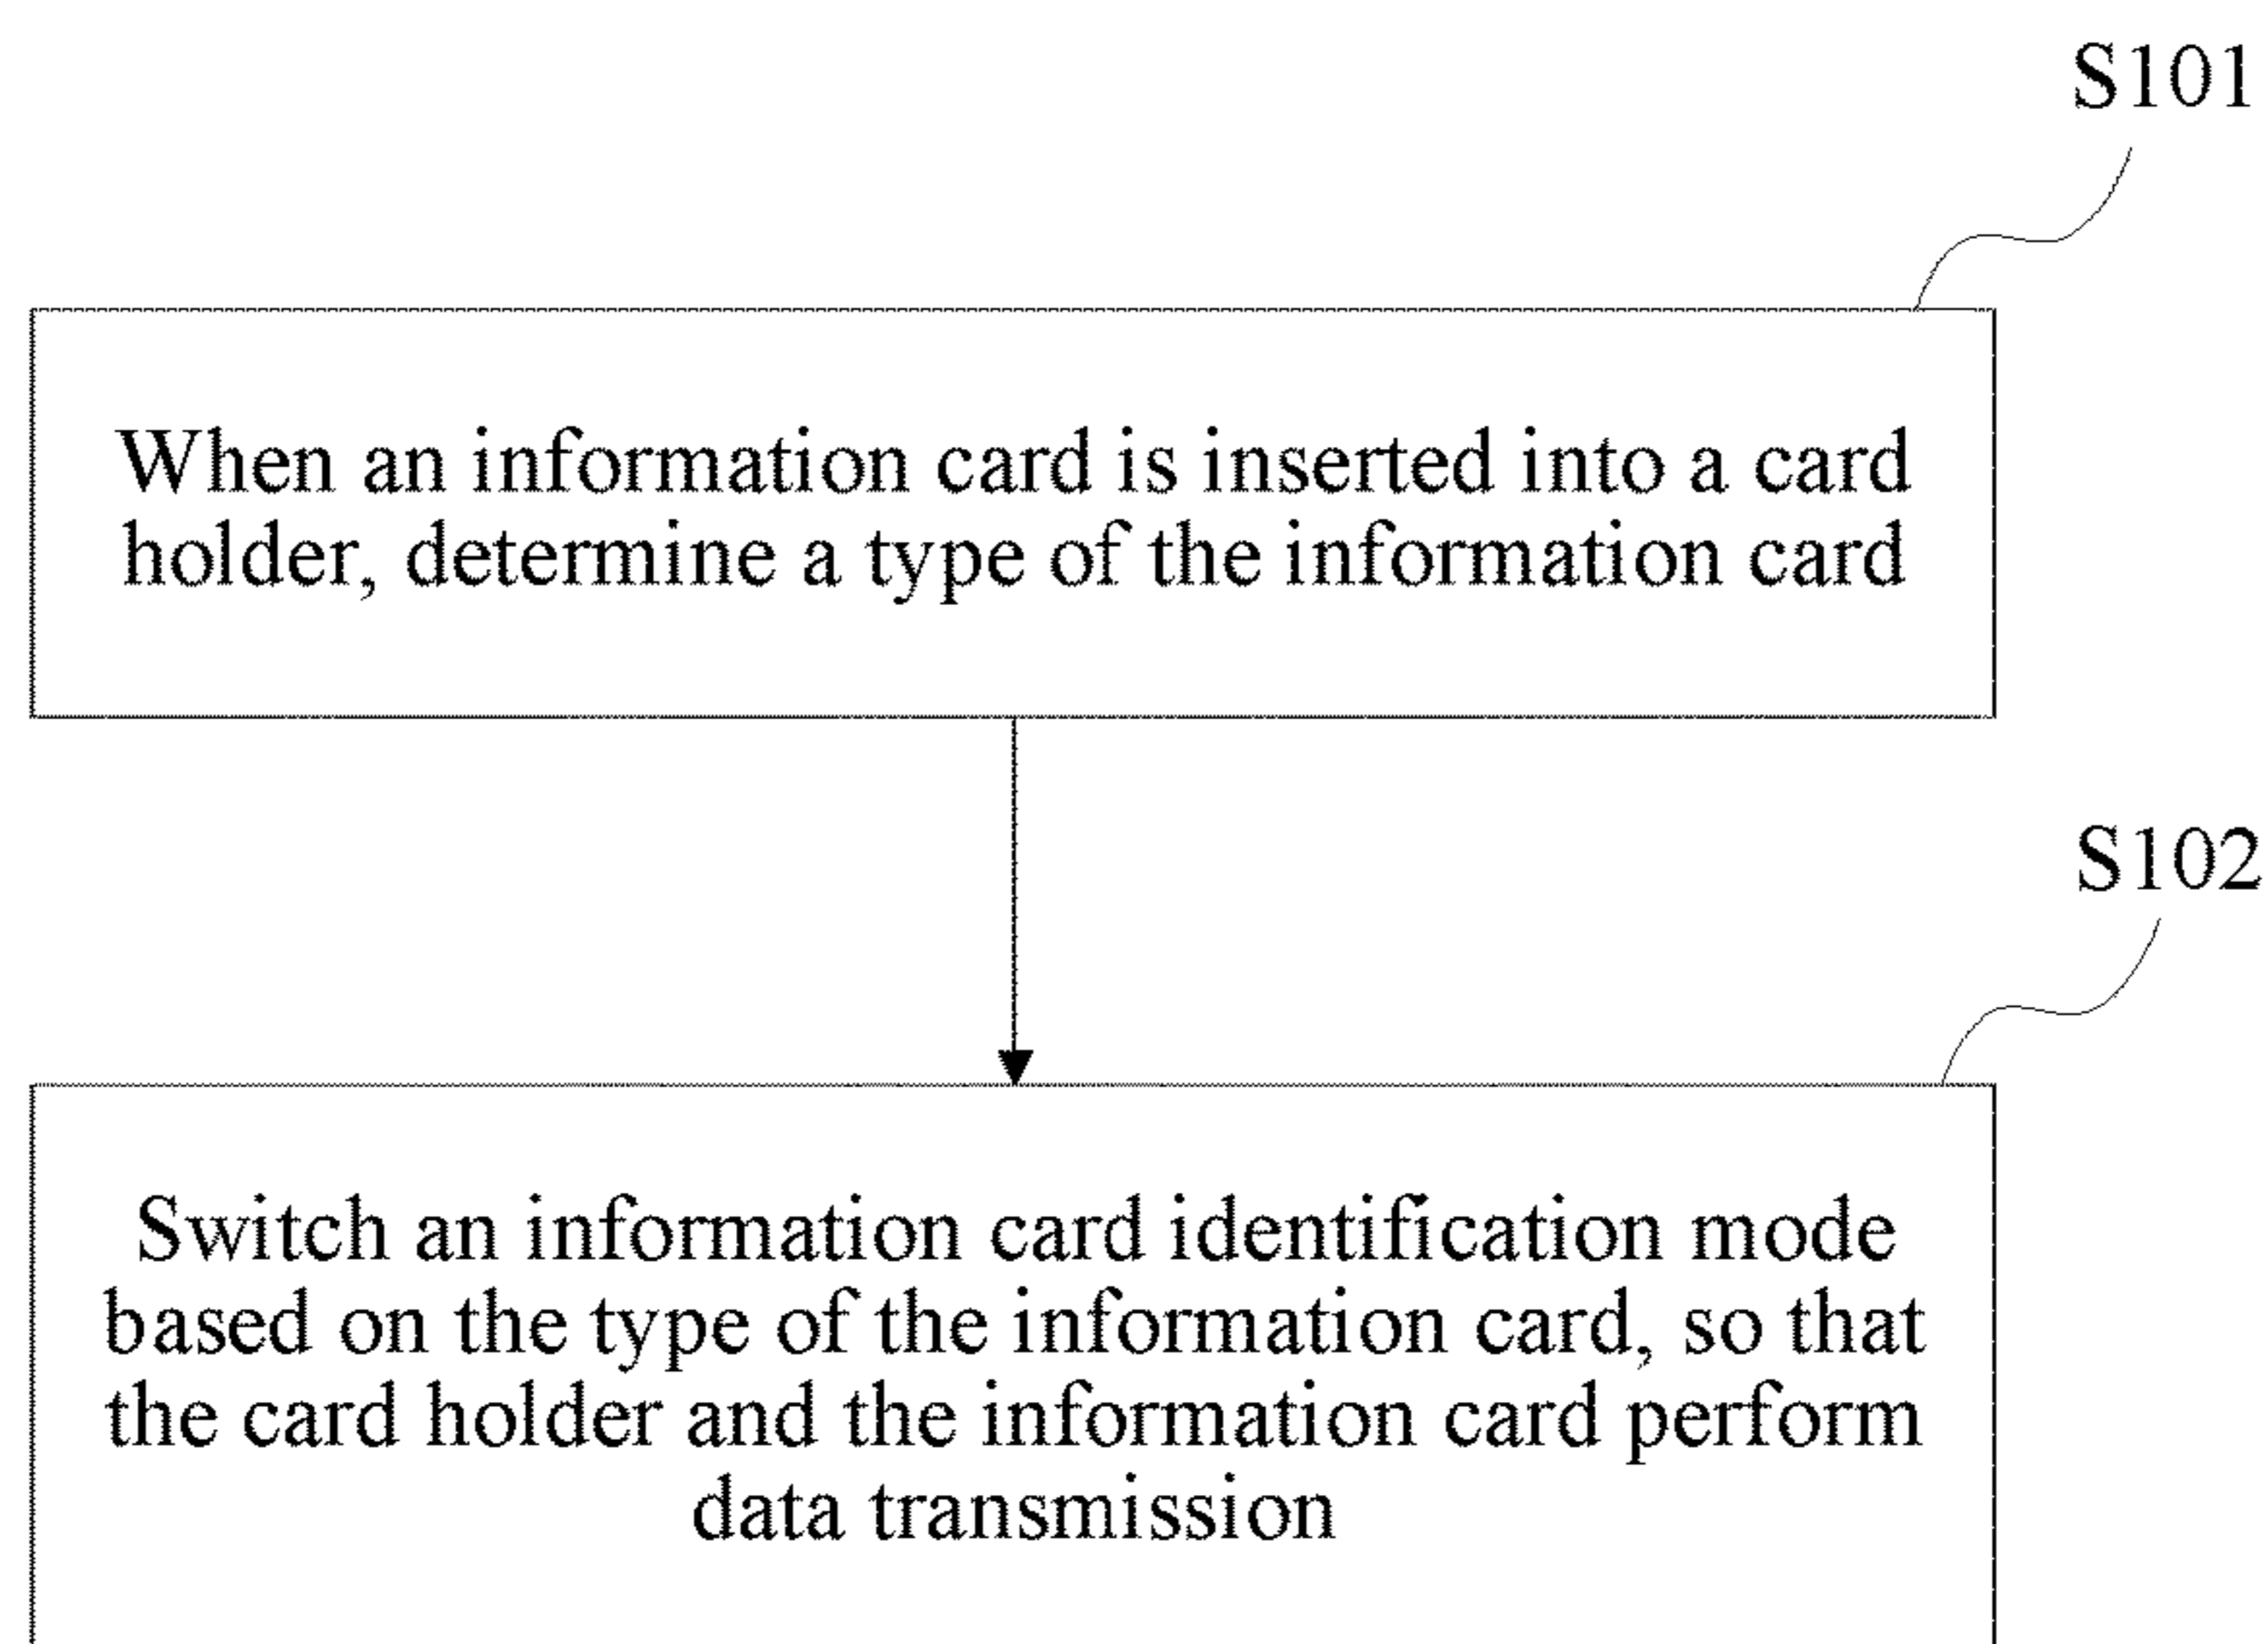 S101
When an information card is inserted into a card
holder, determine a type of the information card
S102
Switch an information card identification mode
based on the type of the information card, so that
the card holder and the information card perform
data transmission